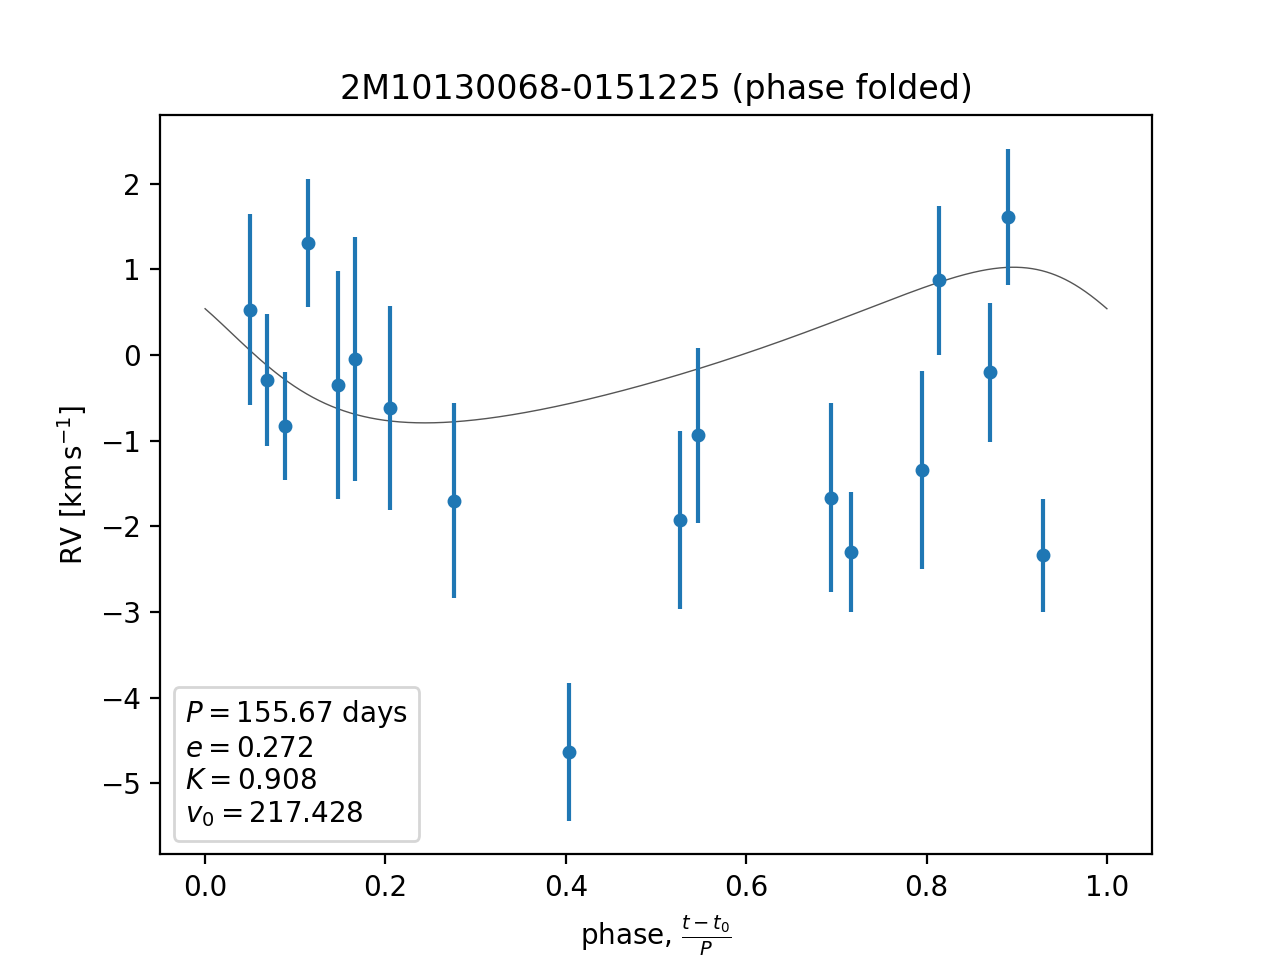 2M10130068-0151225 (phase folded)
RV [km s⁻¹]
2
1
0
−1
−2
−3
−4
−5
P = 155.67 days
e = 0.272
K = 0.908
v₀ = 217.428
0.0 0.2 0.4 0.6 0.8 1.0
phase, (t − t₀)/P